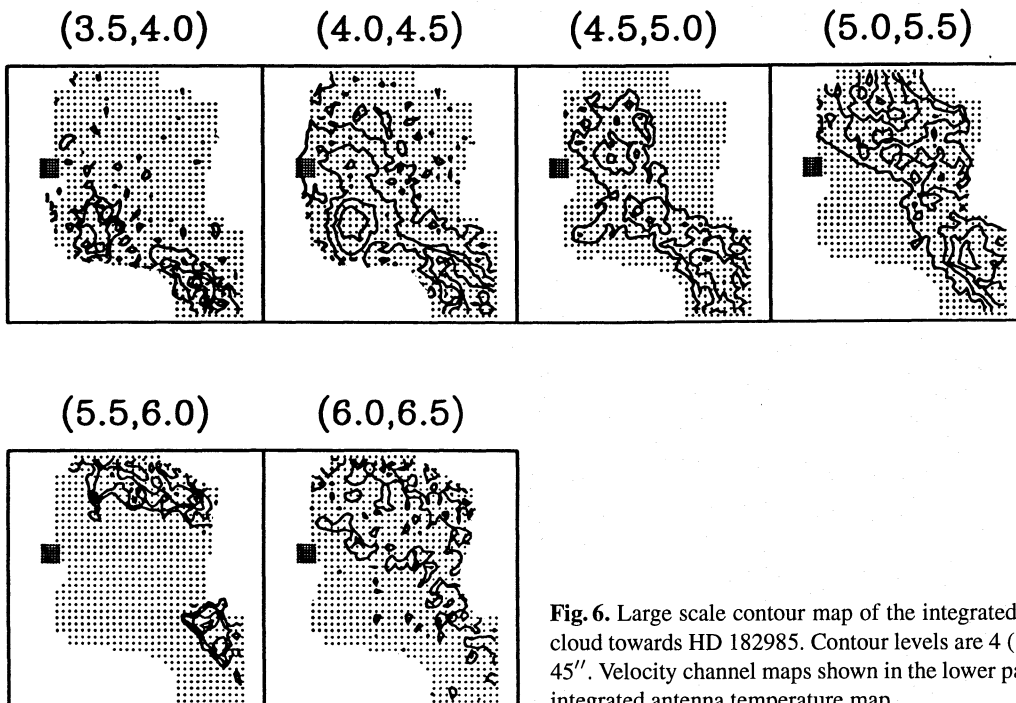 (3.5,4.0) (4.0,4.5) (4.5,5.0) (5.0,5.5)
(5.5,6.0) (6.0,6.5)
Fig. 6. Large scale contour map of the integrated
cloud towards HD 182985. Contour levels are 4 (
45″. Velocity channel maps shown in the lower pa
integrated antenna temperature map